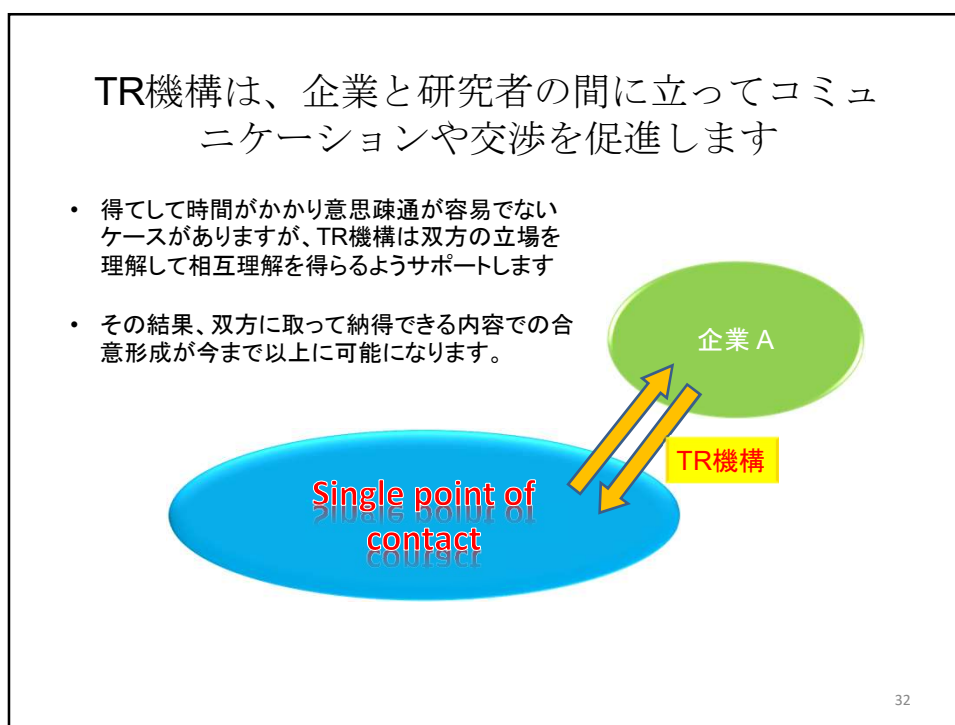 TR機構は、企業と研究者の間に立ってコミュ
ニケーションや交渉を促進します
• 得てして時間がかかり意思疎通が容易でない
ケースがありますが、TR機構は双方の立場を
理解して相互理解を得らるようサポートします
• その結果、双方に取って納得できる内容での合
意形成が今まで以上に可能になります。
企業 A
TR機構
Single point of
contact
32